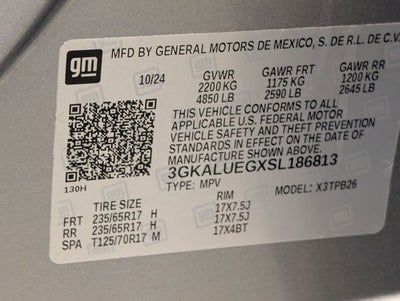 gm
MFD BY GENERAL MOTORS DE MEXICO, S. DE R.L. DE C.V.
10/24 GVWR GAWR FRT GAWR RR
2200 KG 1175 KG 1200 KG
4850 LB 2590 LB 2645 LB
THIS VEHICLE CONFORMS TO ALL
APPLICABLE U.S. FEDERAL MOTOR
VEHICLE SAFETY AND THEFT PREVENTION
STANDARDS IN EFFECT ON THE DATE OF
MANUFACTURE SHOWN ABOVE.
3GKALUEGXSL186813
130H TYPE: MPV MODEL: X3TPB26
TIRE SIZE RIM
FRT 235/65R17 H 17X7.5J
RR 235/65R17 H 17X7.5J
SPA T125/70R17 M 17X4BT